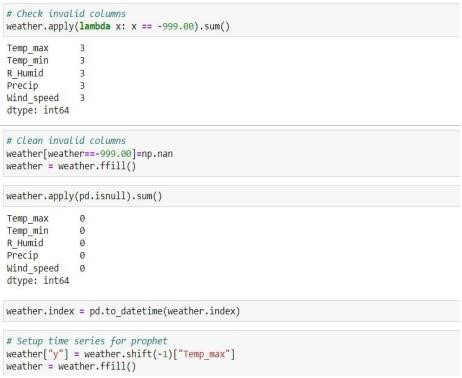 # Check invalid columns
weather.apply(lambda x: x == -999.00).sum()
Temp_max 3
Temp_min 3
R_Humid 3
Precip 3
Wind_speed 3
dtype: int64
# Clean invalid columns
weather[weather==-999.00]=np.nan
weather = weather.ffill()
weather.apply(pd.isnull).sum()
Temp_max 0
Temp_min 0
R_Humid 0
Precip 0
Wind_speed 0
dtype: int64
weather.index = pd.to_datetime(weather.index)
# Setup time series for prophet
weather["y"] = weather.shift(-1)["Temp_max"]
weather = weather.ffill()